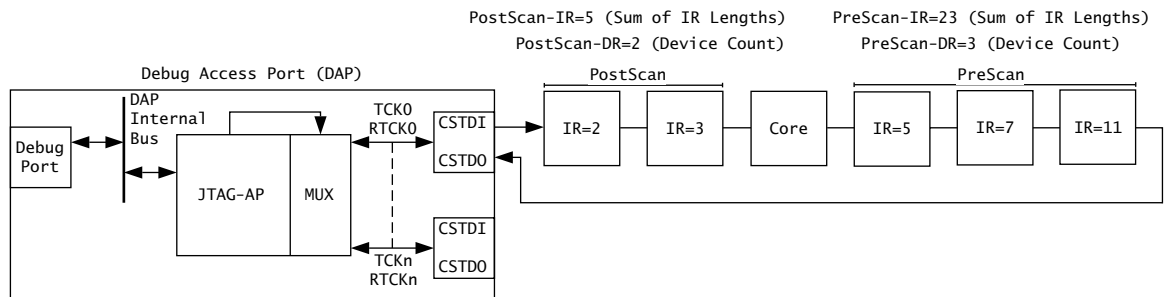 PostScan-IR=5 (Sum of IR Lengths)
PreScan-IR=23 (Sum of IR Lengths)
PostScan-DR=2 (Device Count)
PreScan-DR=3 (Device Count)
Debug Access Port (DAP)
PostScan
PreScan
DAP
Internal
Bus
Debug
Port
JTAG-AP
MUX
TCK0
RTCK0
CSTDI
CSTDO
IR=2
IR=3
Core
IR=5
IR=7
IR=11
TCKn
RTCKn
CSTDI
CSTDO